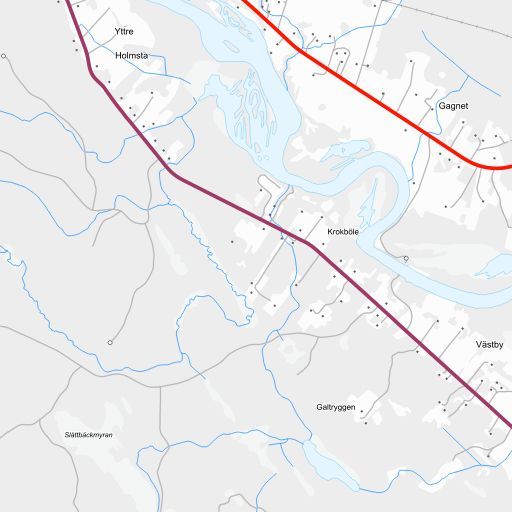 Yttre
Holmsta
Gagnet
Krokböle
Västby
Galtryggen
Slättbäckmyran